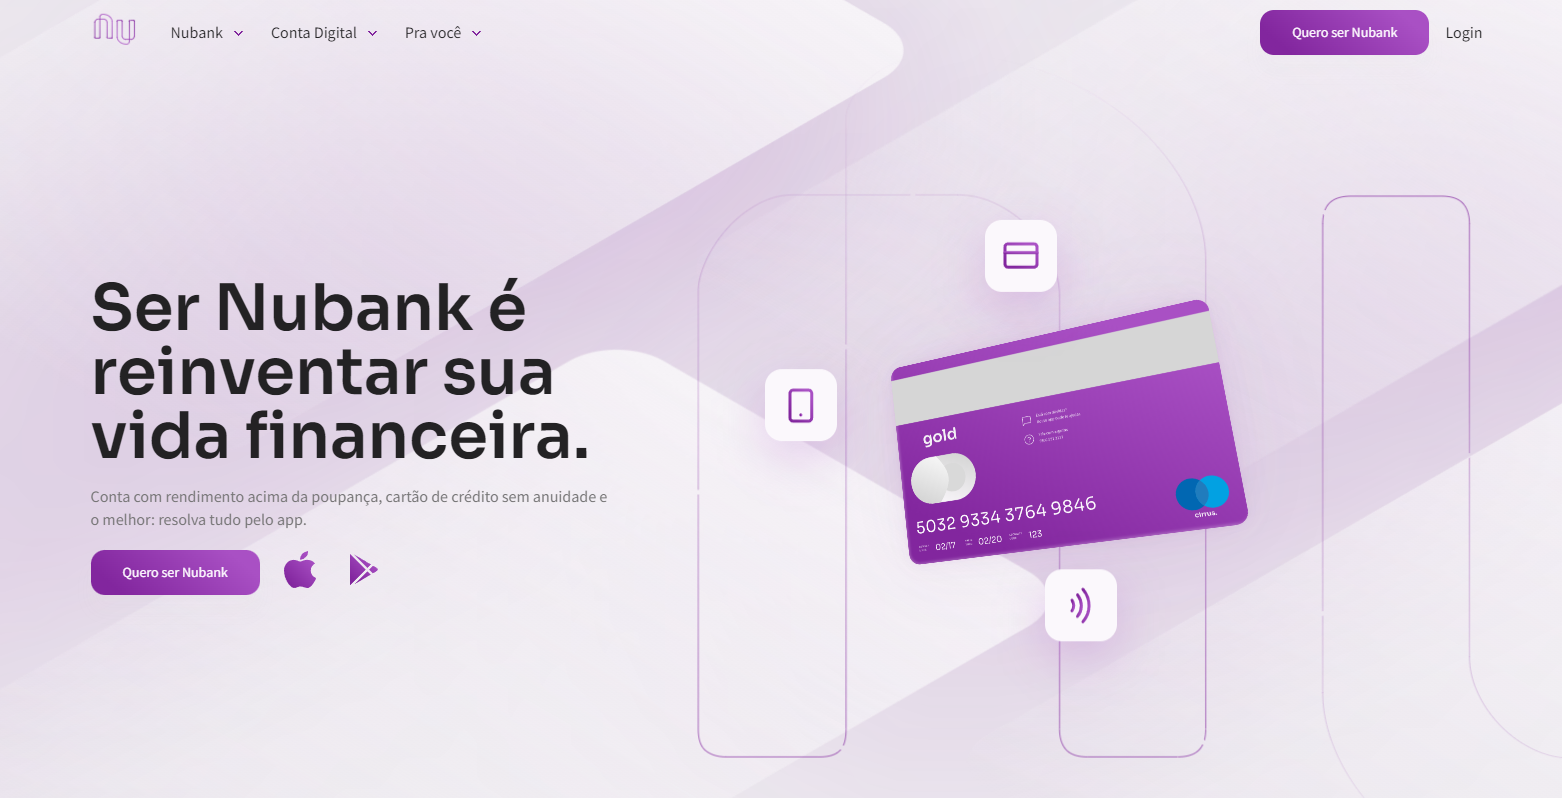 nu
Nubank
Conta Digital
Pra você
Quero ser Nubank
Login
Ser Nubank é
reinventar sua
vida financeira.
Conta com rendimento acima da poupança, cartão de crédito sem anuidade e
o melhor: resolva tudo pelo app.
Quero ser Nubank
gold
5032 9334 3764 9846
02/17 02/20 123
cirrus.